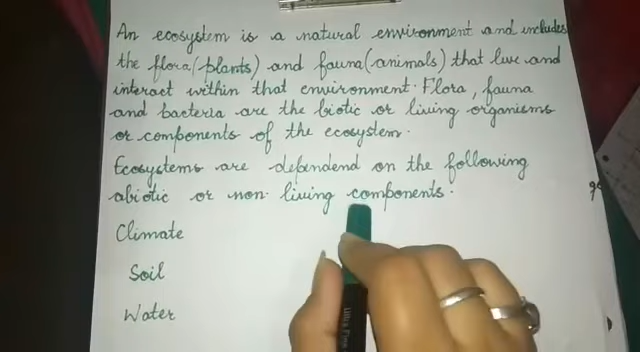 An ecosystem is a natural environment and includes
the flora (plants) and fauna (animals) that live and
interact within that environment. Flora, fauna
and bacteria are the biotic or living organisms
or components of the ecosystem.
Ecosystems are dependend on the following
abiotic or non-living components.
Climate
Soil
Water